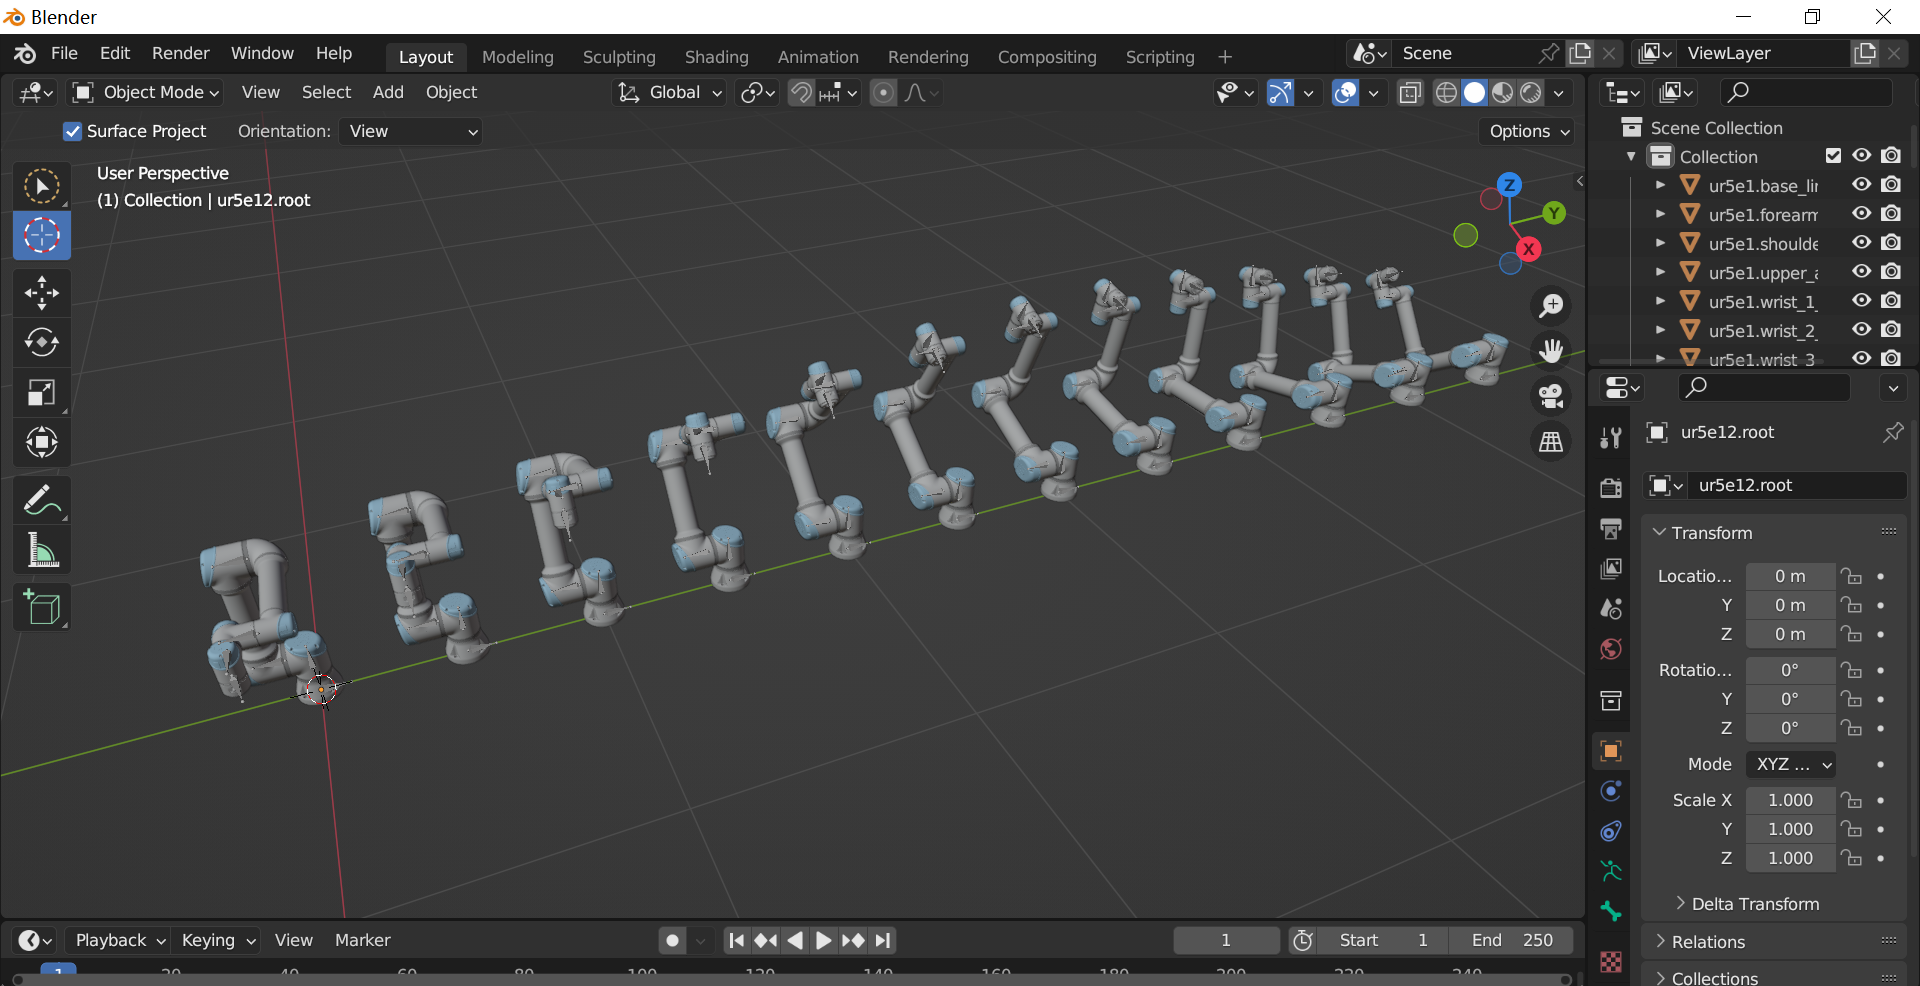 Blender
File Edit Render Window Help Layout Modeling Sculpting Shading Animation Rendering Compositing Scripting + Scene ViewLayer
Object Mode View Select Add Object Global
Surface Project Orientation: View Options
User Perspective
(1) Collection | ur5e12.root
Z
Y
X
Scene Collection
Collection
ur5e1.base_lin
ur5e1.forearm
ur5e1.shoulde
ur5e1.upper_a
ur5e1.wrist_1_
ur5e1.wrist_2_
ur5e1.wrist_3
ur5e12.root
ur5e12.root
Transform
Locatio... 0 m
Y 0 m
Z 0 m
Rotatio... 0°
Y 0°
Z 0°
Mode XYZ ...
Scale X 1.000
Y 1.000
Z 1.000
Delta Transform
Relations
Collections
Playback Keying View Marker 1 Start 1 End 250
1 20 40 60 80 100 120 140 160 180 200 220 240